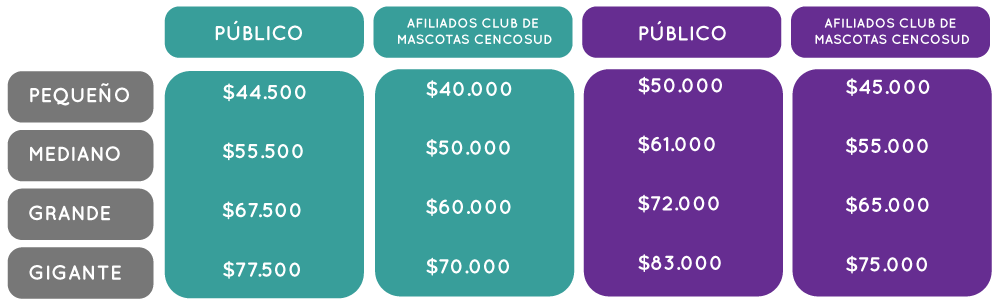 PÚBLICO
AFILIADOS CLUB DE
MASCOTAS CENCOSUD
PÚBLICO
AFILIADOS CLUB DE
MASCOTAS CENCOSUD
PEQUEÑO $44.500 $40.000 $50.000 $45.000
MEDIANO $55.500 $50.000 $61.000 $55.000
GRANDE $67.500 $60.000 $72.000 $65.000
GIGANTE $77.500 $70.000 $83.000 $75.000